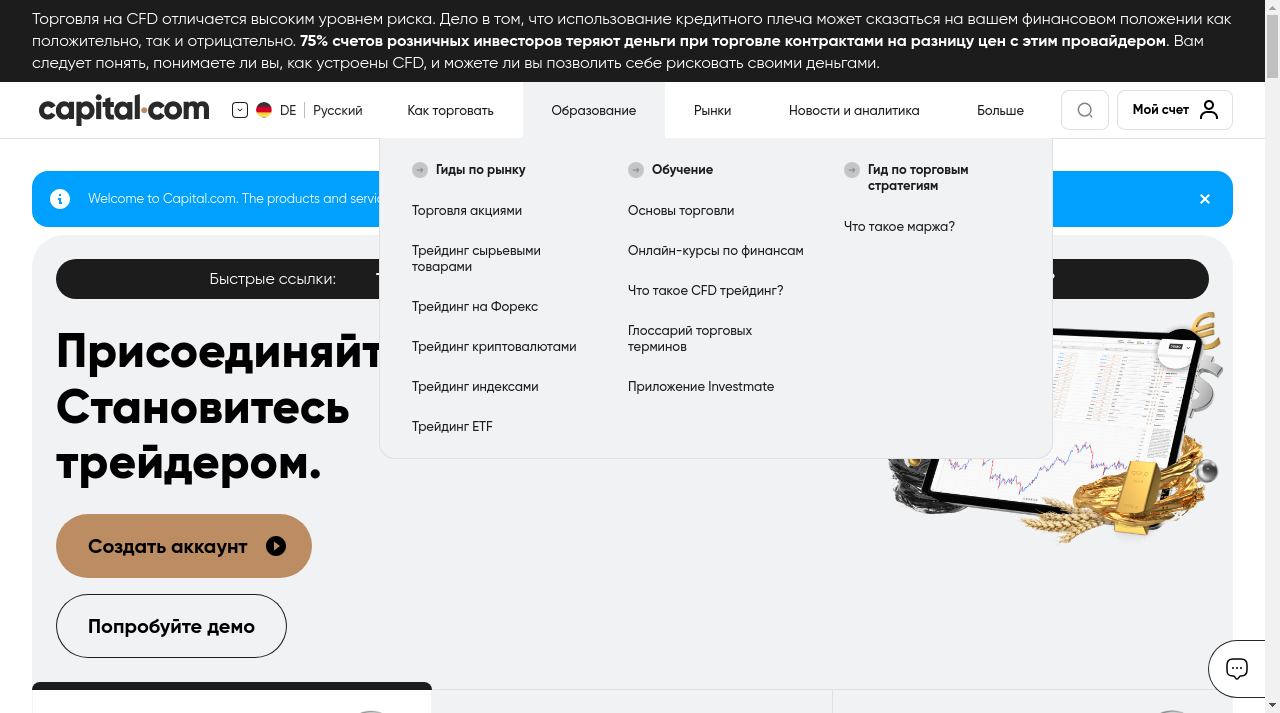 Торговля на CFD отличается высоким уровнем риска. Дело в том, что использование кредитного плеча может сказаться на вашем финансовом положении как
положительно, так и отрицательно. 75% счетов розничных инвесторов теряют деньги при торговле контрактами на разницу цен с этим провайдером. Вам
следует понять, понимаете ли вы, как устроены CFD, и можете ли вы позволить себе рисковать своими деньгами.
capital.com
DE
Русский
Как торговать
Образование
Рынки
Новости и аналитика
Больше
Мой счет
Гиды по рынку
Торговля акциями
Трейдинг сырьевыми
товарами
Трейдинг на Форекс
Трейдинг криптовалютами
Трейдинг индексами
Трейдинг ETF
Обучение
Основы торговли
Онлайн-курсы по финансам
Что такое CFD трейдинг?
Глоссарий торговых
терминов
Приложение Investmate
Гид по торговым
стратегиям
Что такое маржа?
Welcome to Capital.com. The products and
Быстрые ссылки:
Становитесь
трейдером.
Создать аккаунт
Попробуйте демо